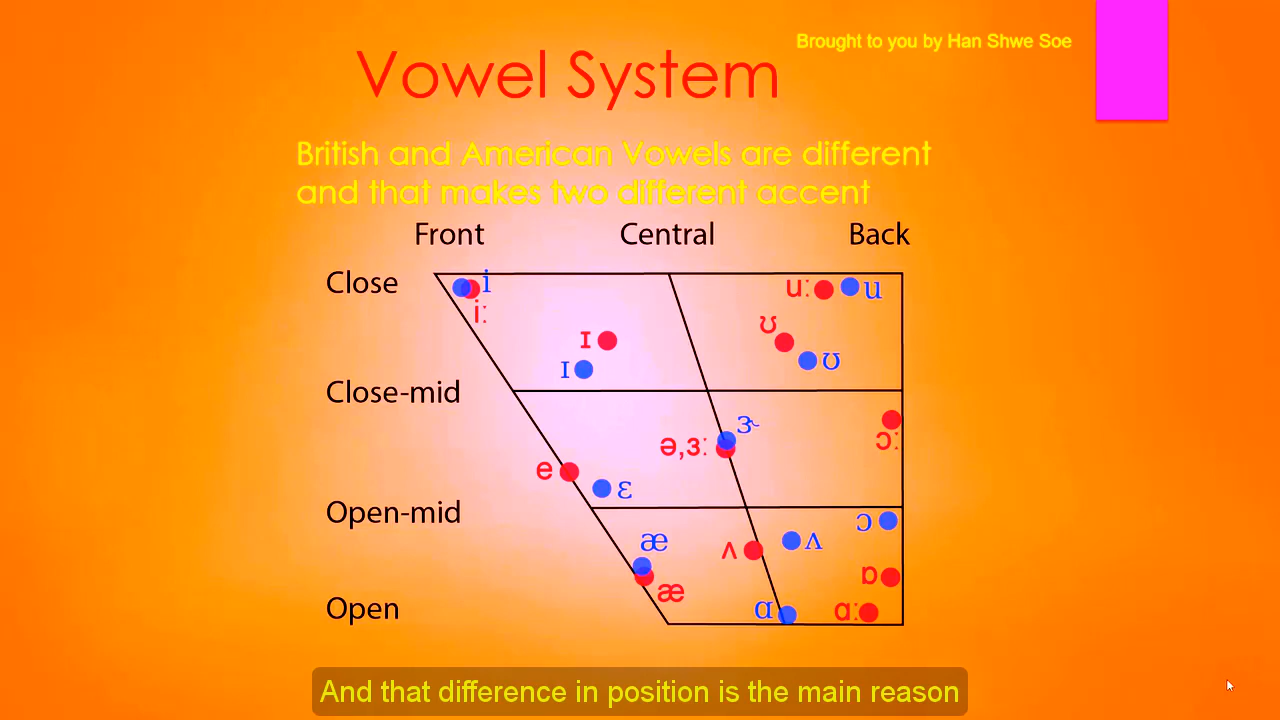 Brought to you by Han Shwe Soe
Vowel System
British and American Vowels are different
and that makes two different accent
Front Central Back
Close i uː u
iː
ʊ
ɪ
ɪ ʊ
Close-mid
ɝ
ə,ɜː ɔː
e ɛ
Open-mid ɔ
æ ʌ ʌ
æ ɒ
Open ɑ ɑː
And that difference in position is the main reason